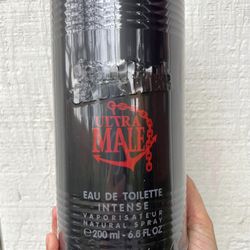 ULTRA
MALE
EAU DE TOILETTE
INTENSE
VAPORISATEUR
NATURAL SPRAY
℮ 200 ml - 6.8 FL.OZ